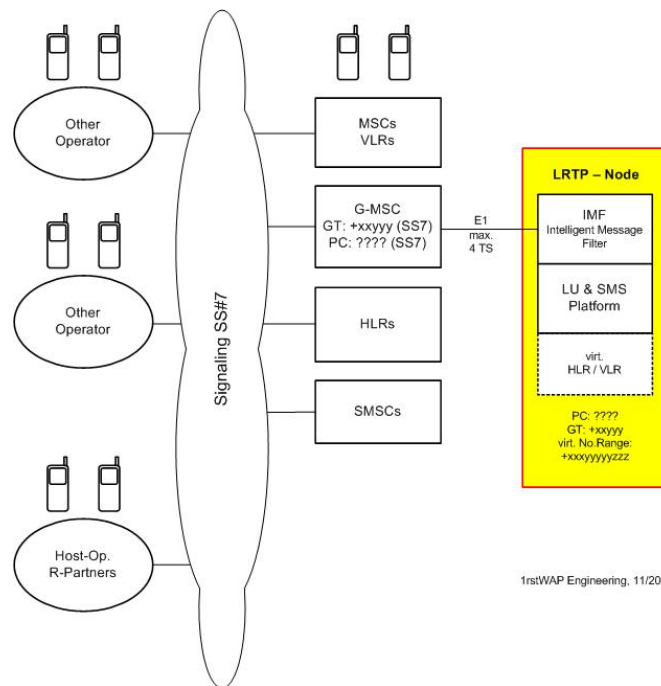 Other
Operator
MSCs
VLRs
LRTP – Node
G-MSC
GT: +xxyyy (SS7)
PC: ???? (SS7)
E1
max.
4 TS
IMF
Intelligent Message
Filter
LU & SMS
Platform
Other
Operator
Signaling SS#7
HLRs
virt.
HLR / VLR
SMSCs
PC: ????
GT: +xxyyy
virt. No.Range:
+xxxyyyyyzzz
Host-Op.
R-Partners
1rstWAP Engineering, 11/20